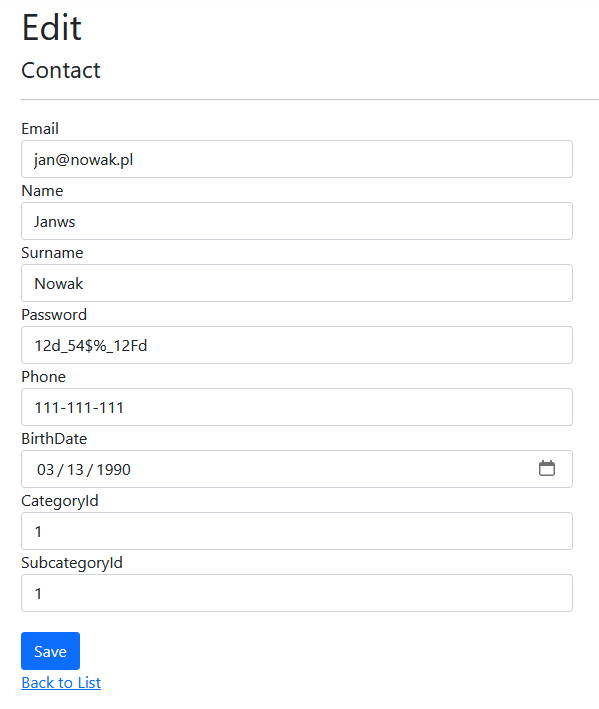 Edit
Contact
Email
jan@nowak.pl
Name
Janws
Surname
Nowak
Password
12d_54$%_12Fd
Phone
111-111-111
BirthDate
03 / 13 / 1990
CategoryId
1
SubcategoryId
1
Save
Back to List